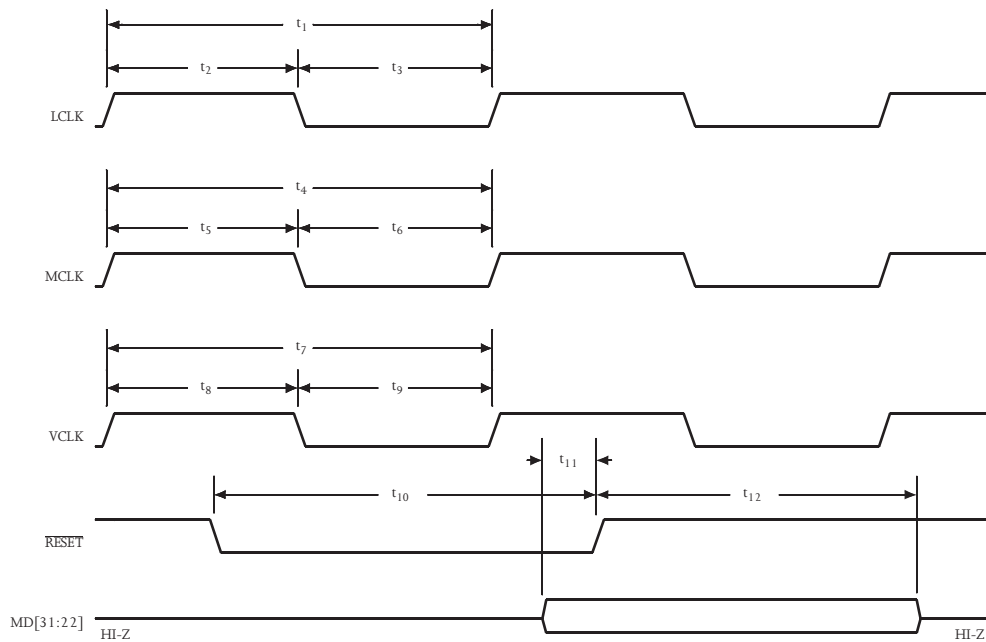 t1
t2 t3
LCLK
t4
t5 t6
MCLK
t7
t8 t9
VCLK
t11
t10 t12
RESET
MD[31:22]
HI-Z HI-Z